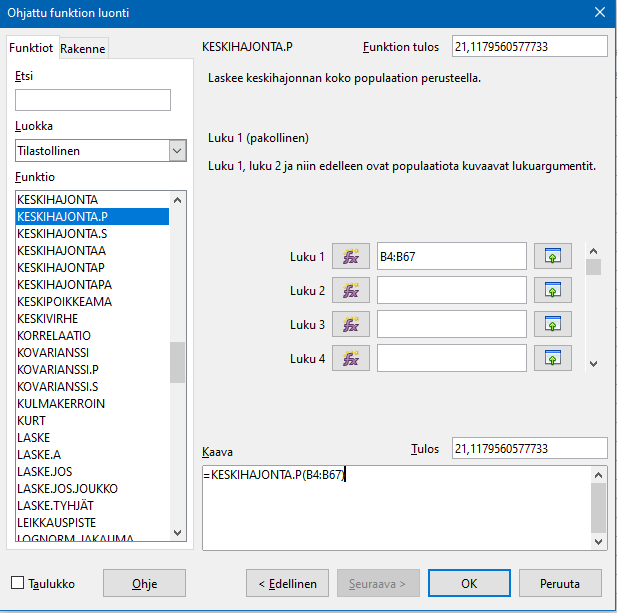 Ohjattu funktion luonti
Funktiot
Rakenne
Etsi
Luokka
Tilastollinen
Funktio
KESKIHAJONTA
KESKIHAJONTA.P
KESKIHAJONTA.S
KESKIHAJONTAA
KESKIHAJONTAP
KESKIHAJONTAPA
KESKIPOIKKEAMA
KESKIVIRHE
KORRELAATIO
KOVARIANSSI
KOVARIANSSI.P
KOVARIANSSI.S
KULMAKERROIN
KURT
LASKE
LASKE.A
LASKE.JOS
LASKE.JOS.JOUKKO
LASKE.TYHJÄT
LEIKKAUSPISTE
LOGNORM.JAKAUMA
KESKIHAJONTA.P
Funktion tulos
21,1179560577733
Laskee keskihajonnan koko populaation perusteella.
Luku 1 (pakollinen)
Luku 1, luku 2 ja niin edelleen ovat populaatiota kuvaavat lukuargumentit.
Luku 1
fx
B4:B67
Luku 2
fx
Luku 3
fx
Luku 4
fx
Kaava
Tulos
21,1179560577733
=KESKIHAJONTA.P(B4:B67)
Taulukko
Ohje
< Edellinen
Seuraava >
OK
Peruuta